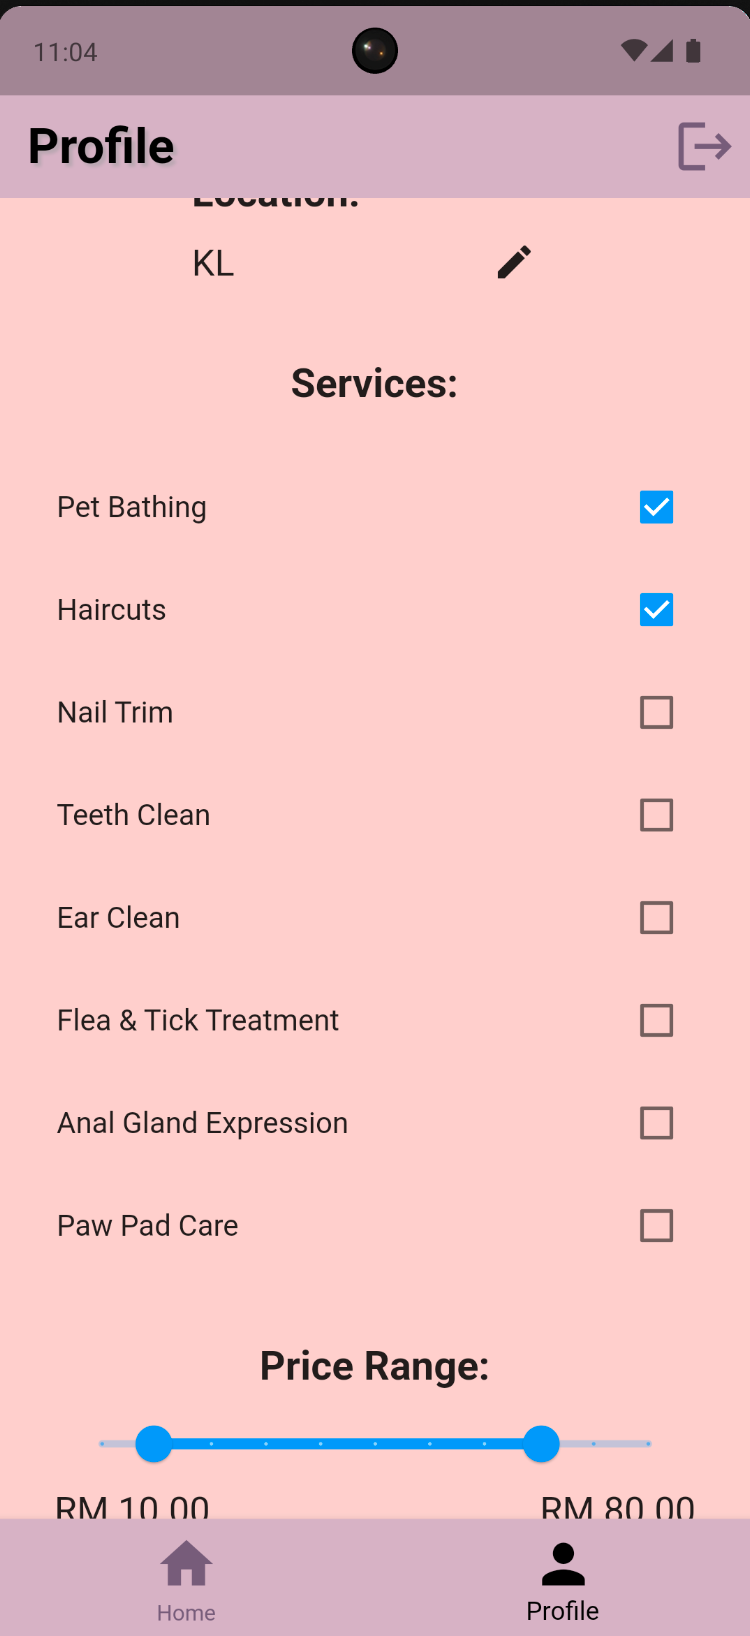 11:04
Profile
Location:
KL
Services:
Pet Bathing
Haircuts
Nail Trim
Teeth Clean
Ear Clean
Flea & Tick Treatment
Anal Gland Expression
Paw Pad Care
Price Range:
RM 10.00 RM 80.00
Home Profile